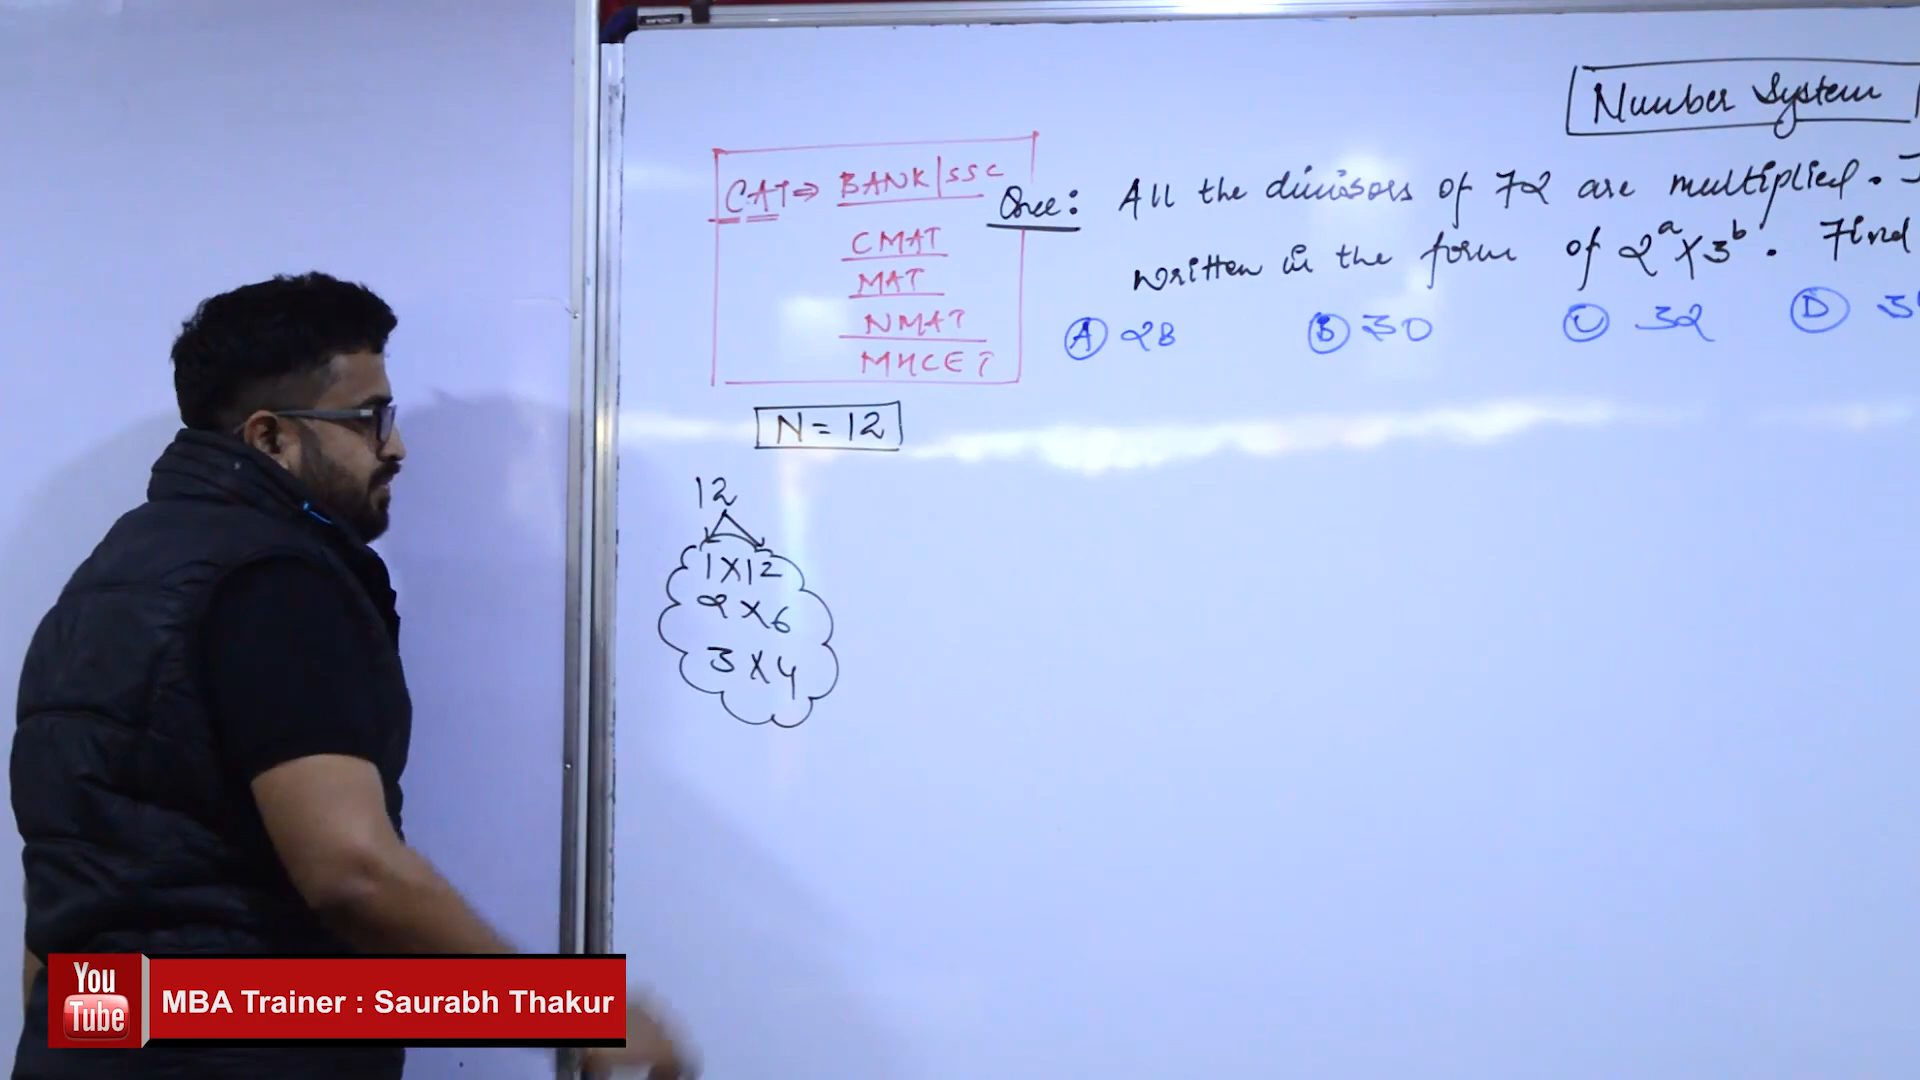 Number System
CAT ⇒ BANK | SSC
CMAT
MAT
NMAT
MHCET
Que: All the divisors of 72 are multiplied.
written in the form of 2^a X 3^b. Find
(A) 28 (B) 30 (C) 32 (D)
N = 12
12
1 X 12
2 X 6
3 X 4
You
Tube
MBA Trainer : Saurabh Thakur